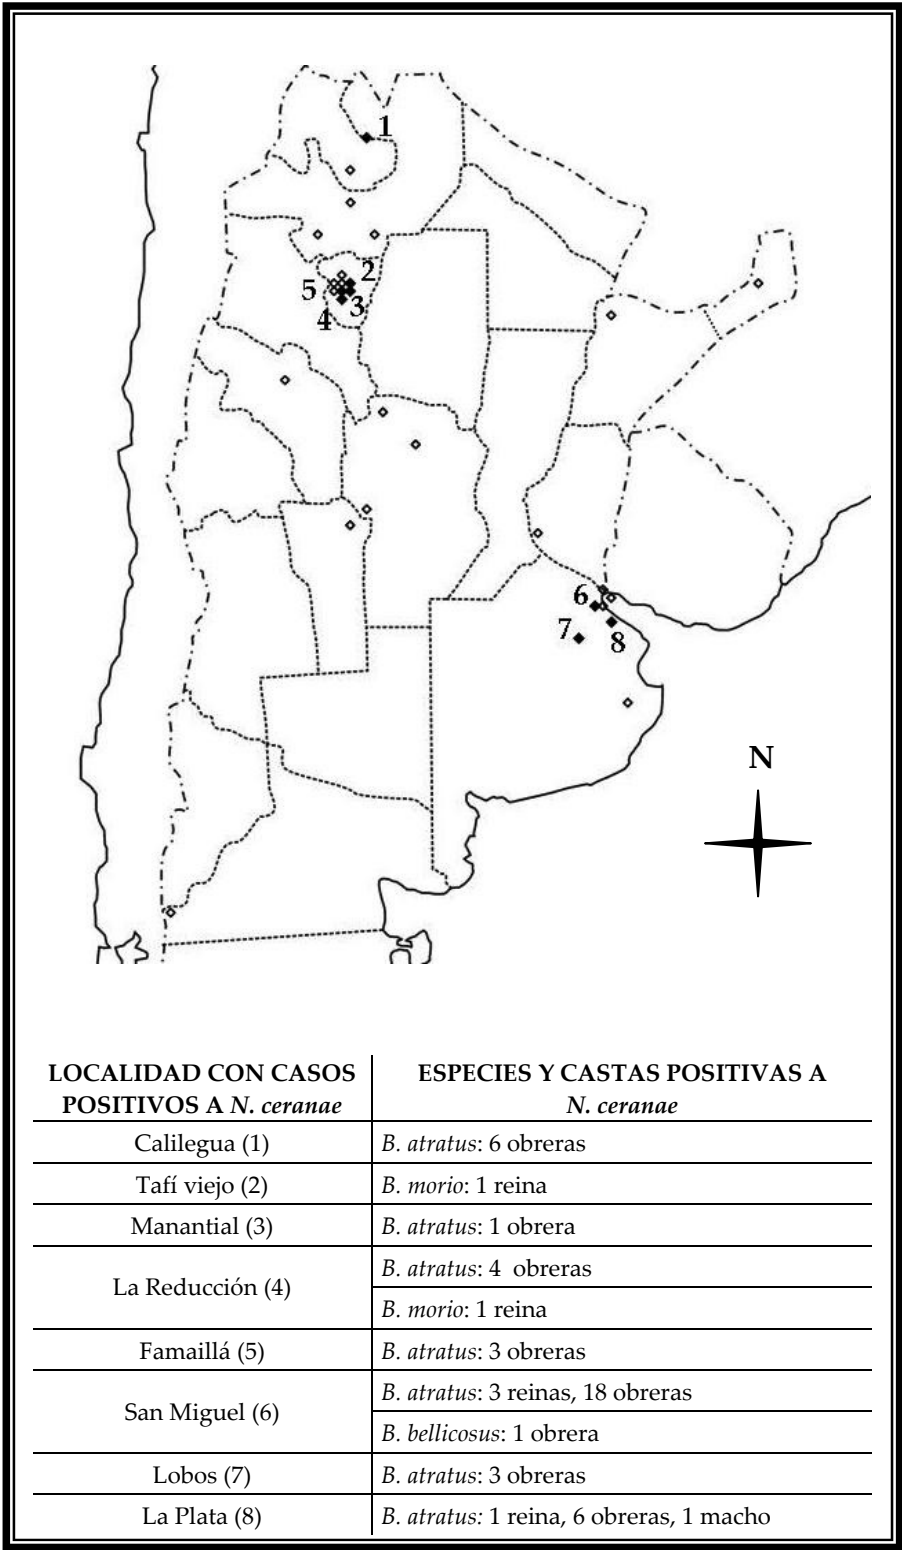 1
2
5
3
4
6
7
8
N
LOCALIDAD CON CASOS
POSITIVOS A N. ceranae
ESPECIES Y CASTAS POSITIVAS A
N. ceranae
Calilegua (1)
B. atratus: 6 obreras
Tafí viejo (2)
B. morio: 1 reina
Manantial (3)
B. atratus: 1 obrera
La Reducción (4)
B. atratus: 4 obreras
B. morio: 1 reina
Famaillá (5)
B. atratus: 3 obreras
San Miguel (6)
B. atratus: 3 reinas, 18 obreras
B. bellicosus: 1 obrera
Lobos (7)
B. atratus: 3 obreras
La Plata (8)
B. atratus: 1 reina, 6 obreras, 1 macho